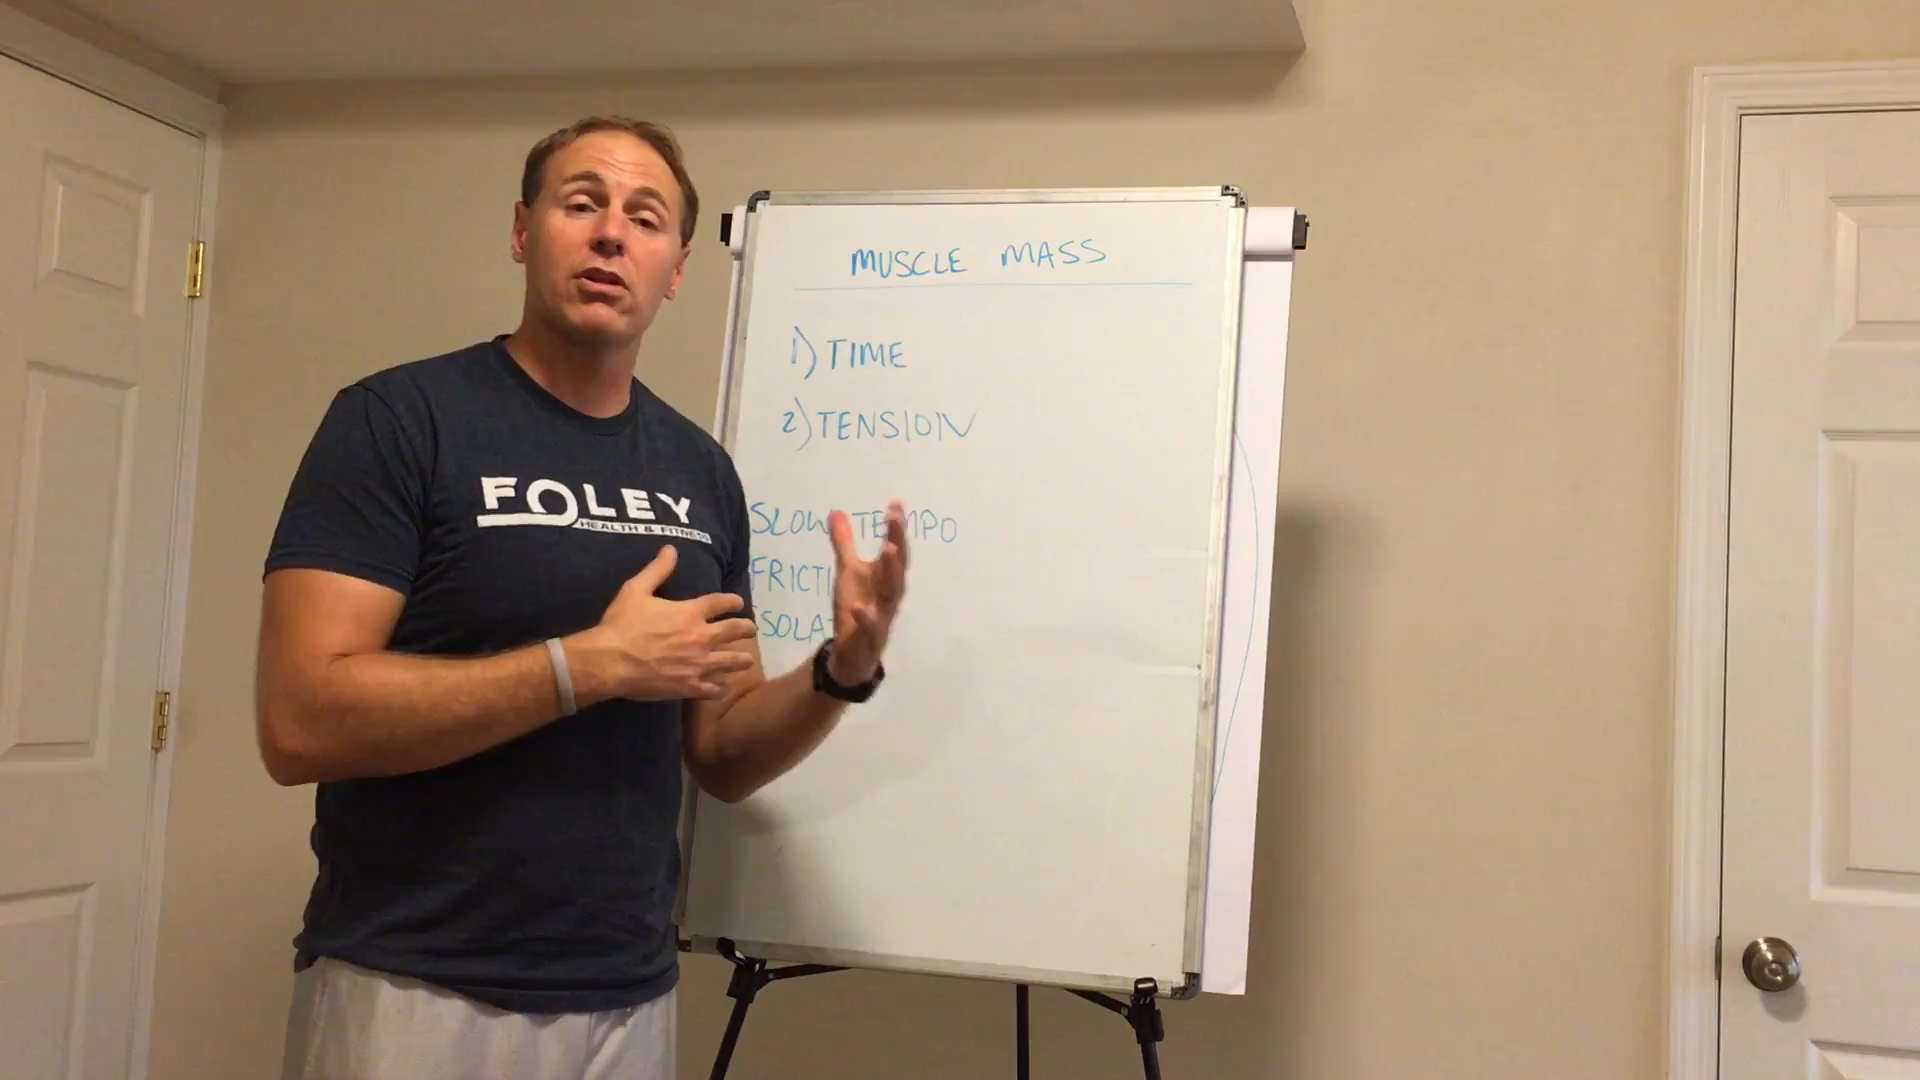 MUSCLE MASS
1) TIME
2) TENSION
SLOW TEMPO
FOLEY
HEALTH & FITNESS